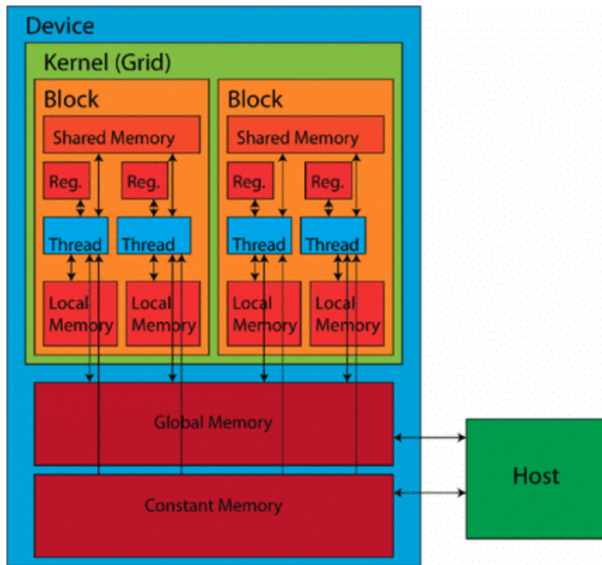 Device
Kernel (Grid)
Block
Block
Shared Memory
Shared Memory
Reg.
Reg.
Reg.
Reg.
Thread
Thread
Thread
Thread
Local
Memory
Local
Memory
Local
Memory
Local
Memory
Global Memory
Host
Constant Memory